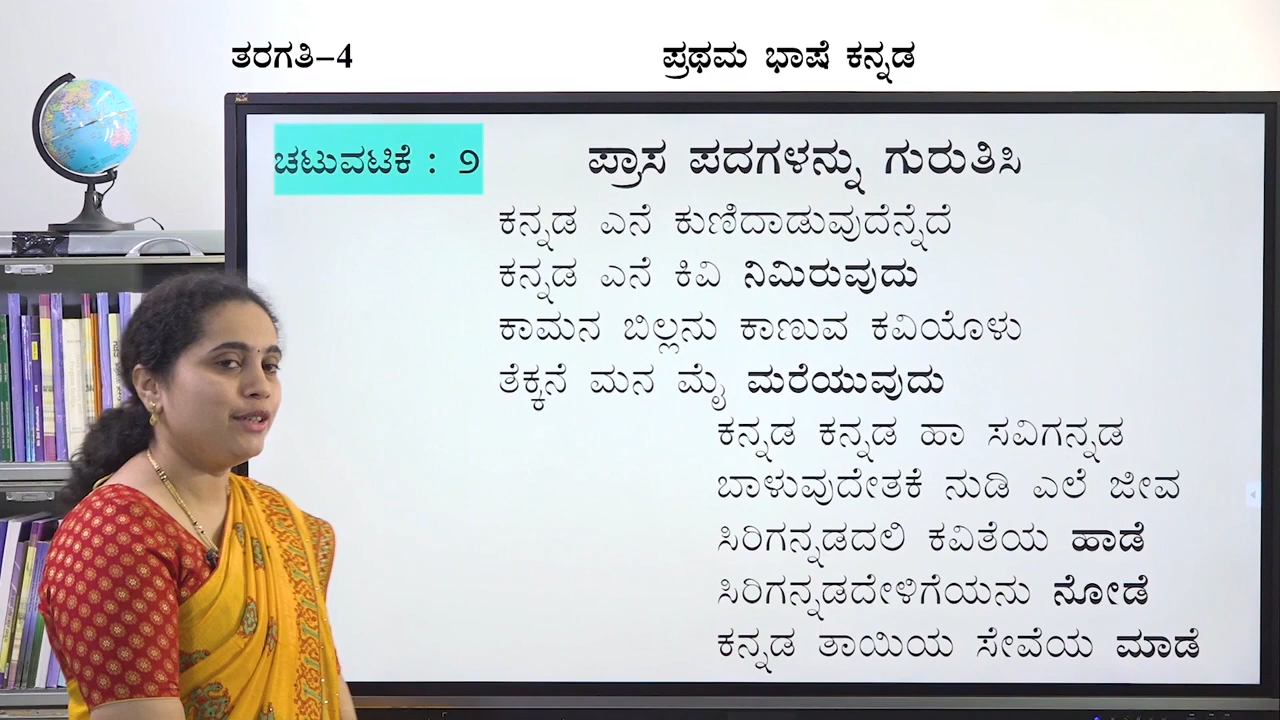 ತರಗತಿ–4
ಪ್ರಥಮ ಭಾಷೆ ಕನ್ನಡ
ಚಟುವಟಿಕೆ : ೨
ಪ್ರಾಸ ಪದಗಳನ್ನು ಗುರುತಿಸಿ
ಕನ್ನಡ ಎನೆ ಕುಣಿದಾಡುವುದೆನ್ನೆದೆ
ಕನ್ನಡ ಎನೆ ಕಿವಿ ನಿಮಿರುವುದು
ಕಾಮನ ಬಿಲ್ಲನು ಕಾಣುವ ಕವಿಯೊಳು
ತೆಕ್ಕನೆ ಮನ ಮೈ ಮರೆಯುವುದು
ಕನ್ನಡ ಕನ್ನಡ ಹಾ ಸವಿಗನ್ನಡ
ಬಾಳುವುದೇತಕೆ ನುಡಿ ಎಲೆ ಜೀವ
ಸಿರಿಗನ್ನಡದಲಿ ಕವಿತೆಯ ಹಾಡೆ
ಸಿರಿಗನ್ನಡದೇಳಿಗೆಯನು ನೋಡೆ
ಕನ್ನಡ ತಾಯಿಯ ಸೇವೆಯ ಮಾಡೆ